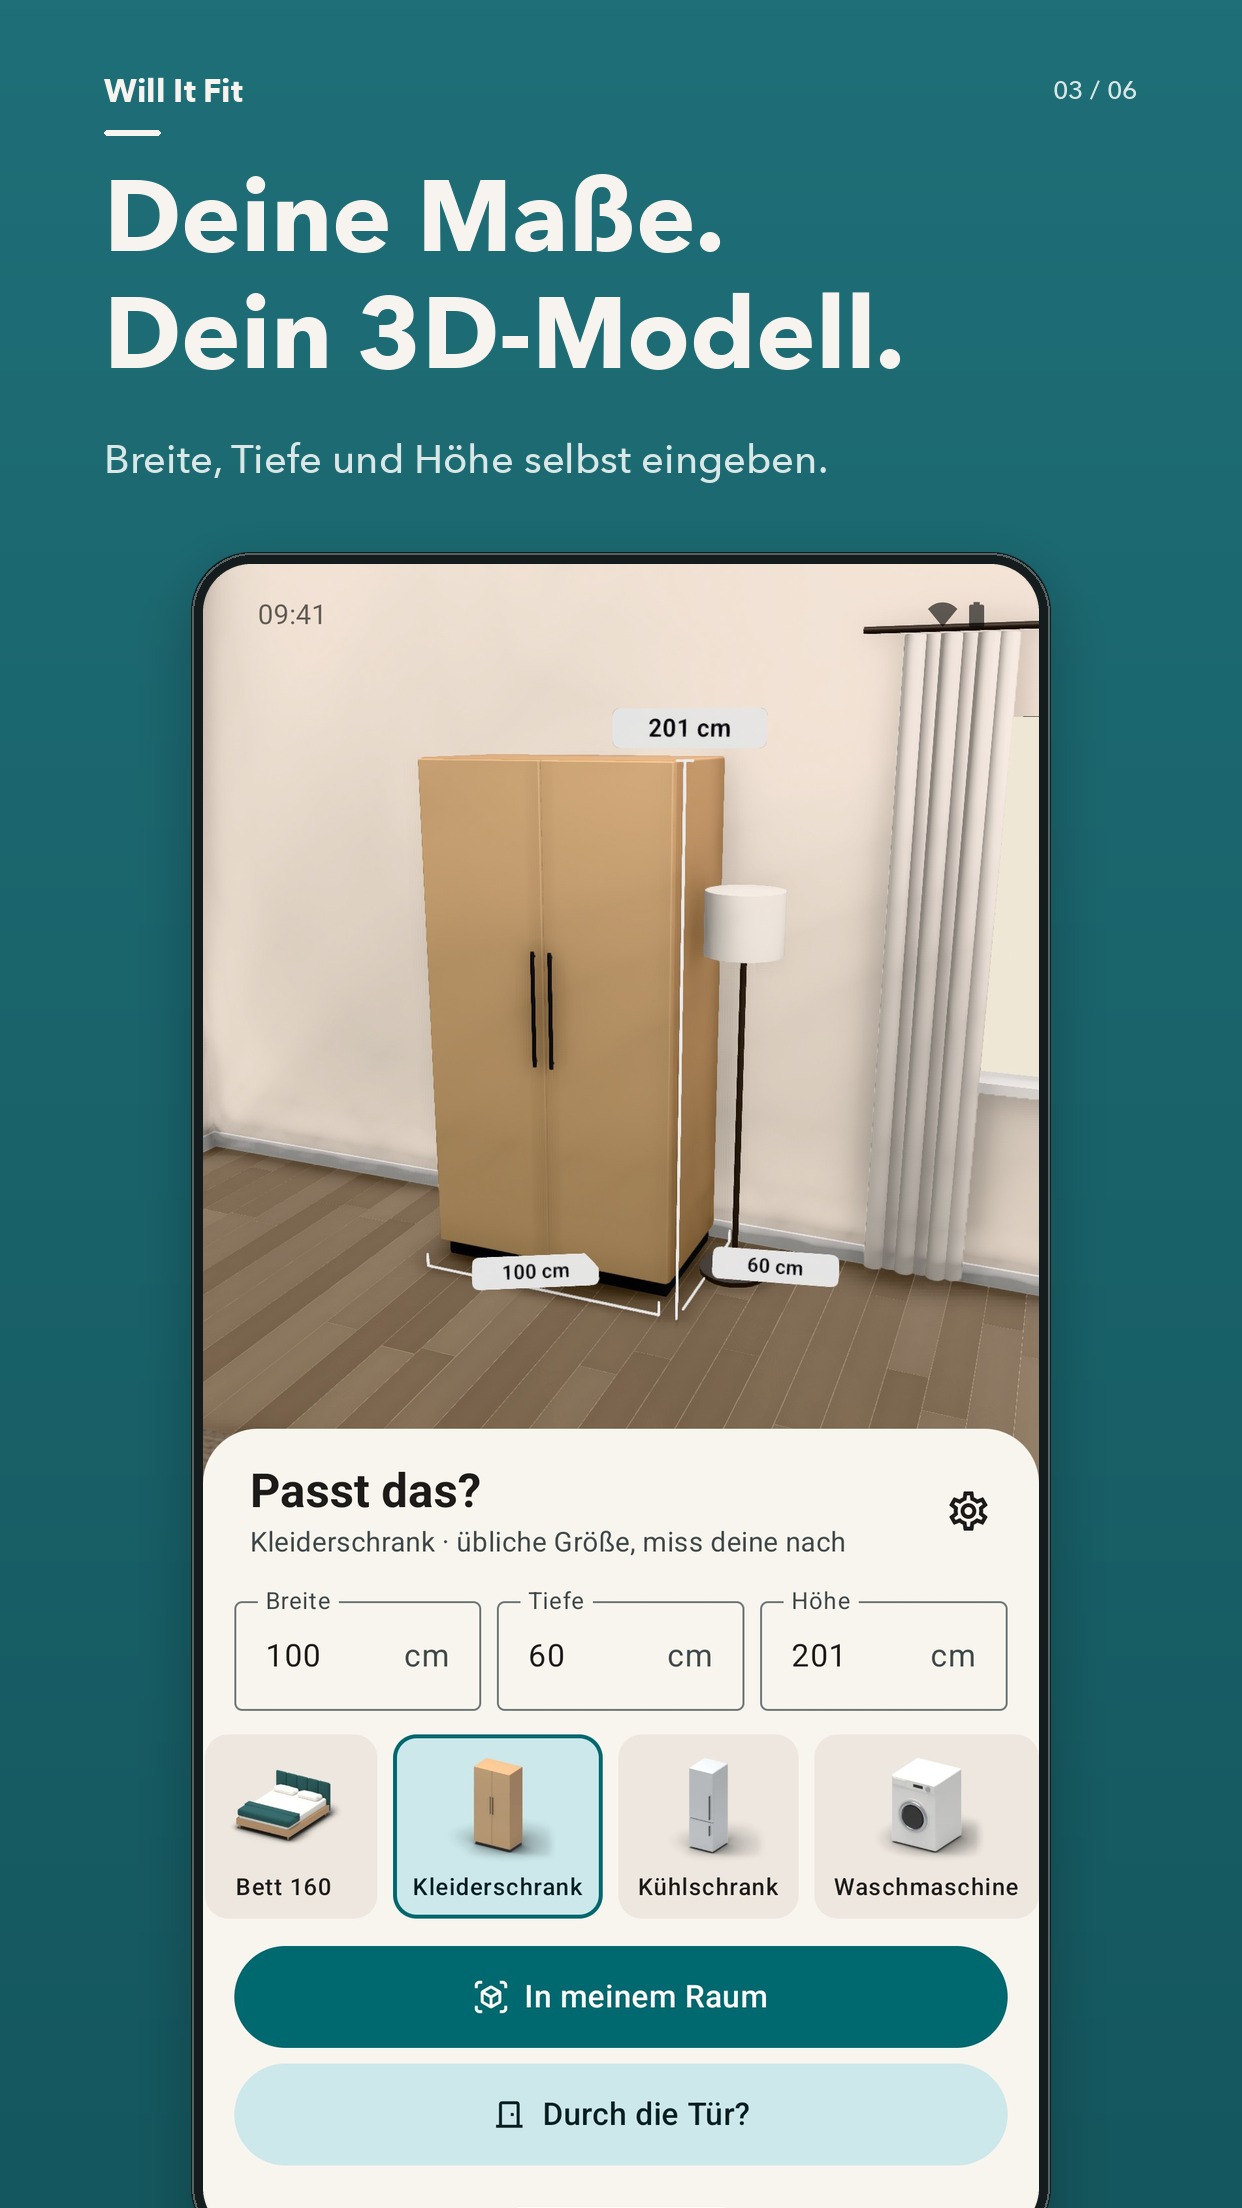 Will It Fit
03 / 06
Deine Maße.
Dein 3D-Modell.
Breite, Tiefe und Höhe selbst eingeben.
09:41
201 cm
100 cm
60 cm
Passt das?
Kleiderschrank · übliche Größe, miss deine nach
Breite
Tiefe
Höhe
100 cm
60 cm
201 cm
Bett 160
Kleiderschrank
Kühlschrank
Waschmaschine
In meinem Raum
Durch die Tür?